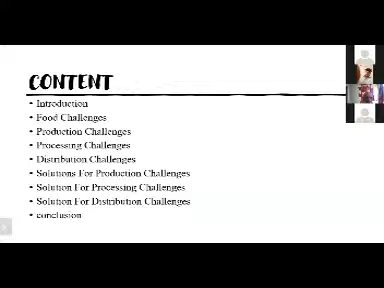 CONTENT
• Introduction
• Food Challenges
• Production Challenges
• Processing Challenges
• Distribution Challenges
• Solutions For Production Challenges
• Solution For Processing Challenges
• Solution For Distribution Challenges
• conclusion